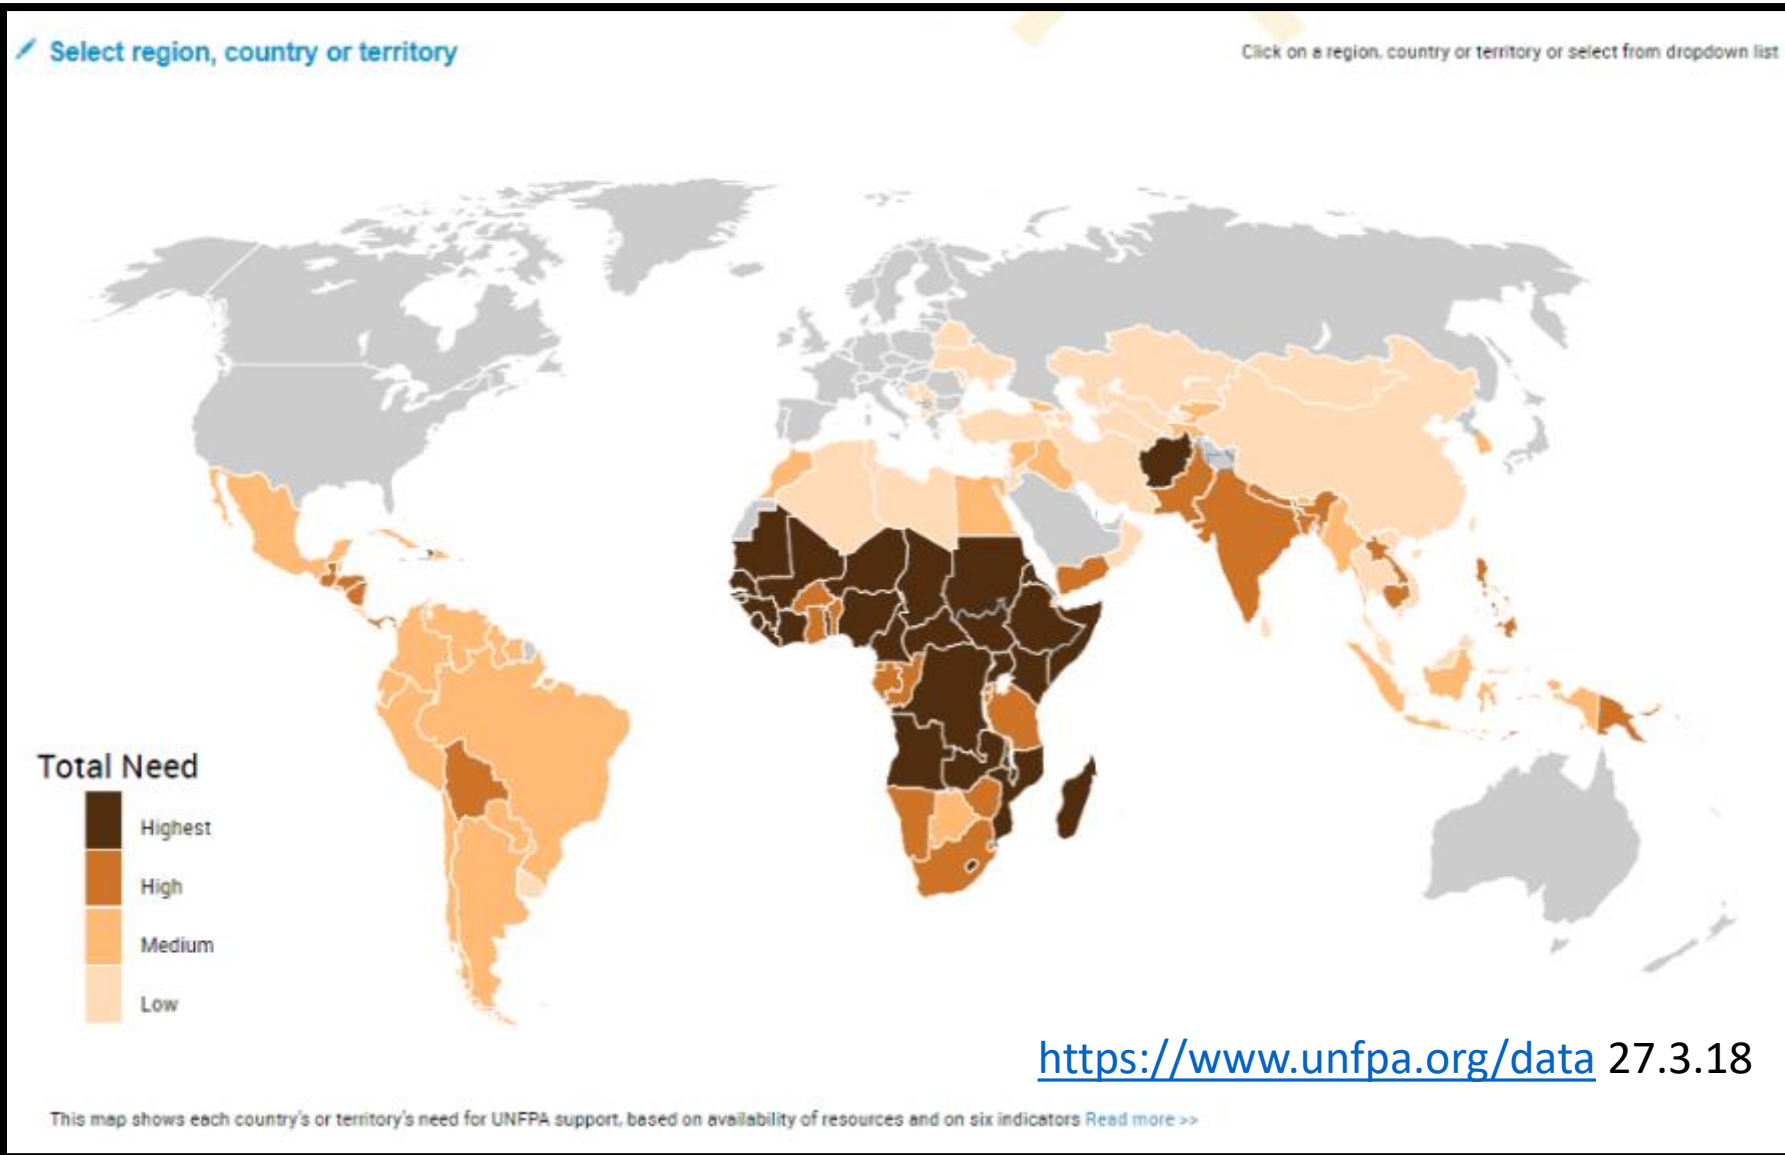 Select region, country or territory
Click on a region, country or territory or select from dropdown list
Total Need
Highest
High
Medium
Low
https://www.unfpa.org/data 27.3.18
This map shows each country's or territory's need for UNFPA support, based on availability of resources and on six indicators Read more >>